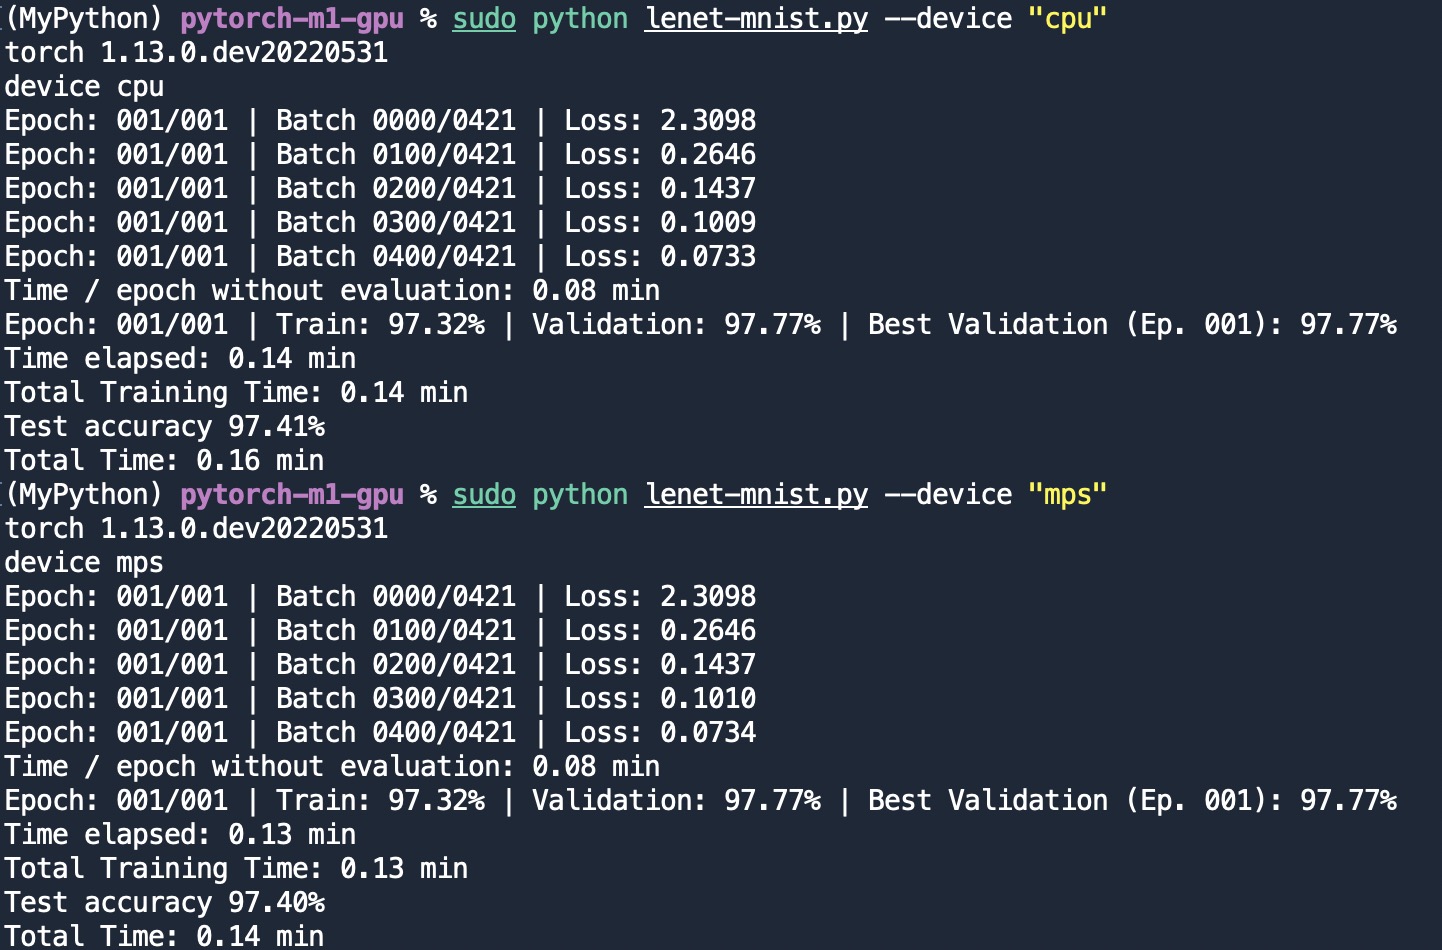 (MyPython) pytorch-m1-gpu % sudo python lenet-mnist.py --device "cpu"
torch 1.13.0.dev20220531
device cpu
Epoch: 001/001 | Batch 0000/0421 | Loss: 2.3098
Epoch: 001/001 | Batch 0100/0421 | Loss: 0.2646
Epoch: 001/001 | Batch 0200/0421 | Loss: 0.1437
Epoch: 001/001 | Batch 0300/0421 | Loss: 0.1009
Epoch: 001/001 | Batch 0400/0421 | Loss: 0.0733
Time / epoch without evaluation: 0.08 min
Epoch: 001/001 | Train: 97.32% | Validation: 97.77% | Best Validation (Ep. 001): 97.77%
Time elapsed: 0.14 min
Total Training Time: 0.14 min
Test accuracy 97.41%
Total Time: 0.16 min
(MyPython) pytorch-m1-gpu % sudo python lenet-mnist.py --device "mps"
torch 1.13.0.dev20220531
device mps
Epoch: 001/001 | Batch 0000/0421 | Loss: 2.3098
Epoch: 001/001 | Batch 0100/0421 | Loss: 0.2646
Epoch: 001/001 | Batch 0200/0421 | Loss: 0.1437
Epoch: 001/001 | Batch 0300/0421 | Loss: 0.1010
Epoch: 001/001 | Batch 0400/0421 | Loss: 0.0734
Time / epoch without evaluation: 0.08 min
Epoch: 001/001 | Train: 97.32% | Validation: 97.77% | Best Validation (Ep. 001): 97.77%
Time elapsed: 0.13 min
Total Training Time: 0.13 min
Test accuracy 97.40%
Total Time: 0.14 min